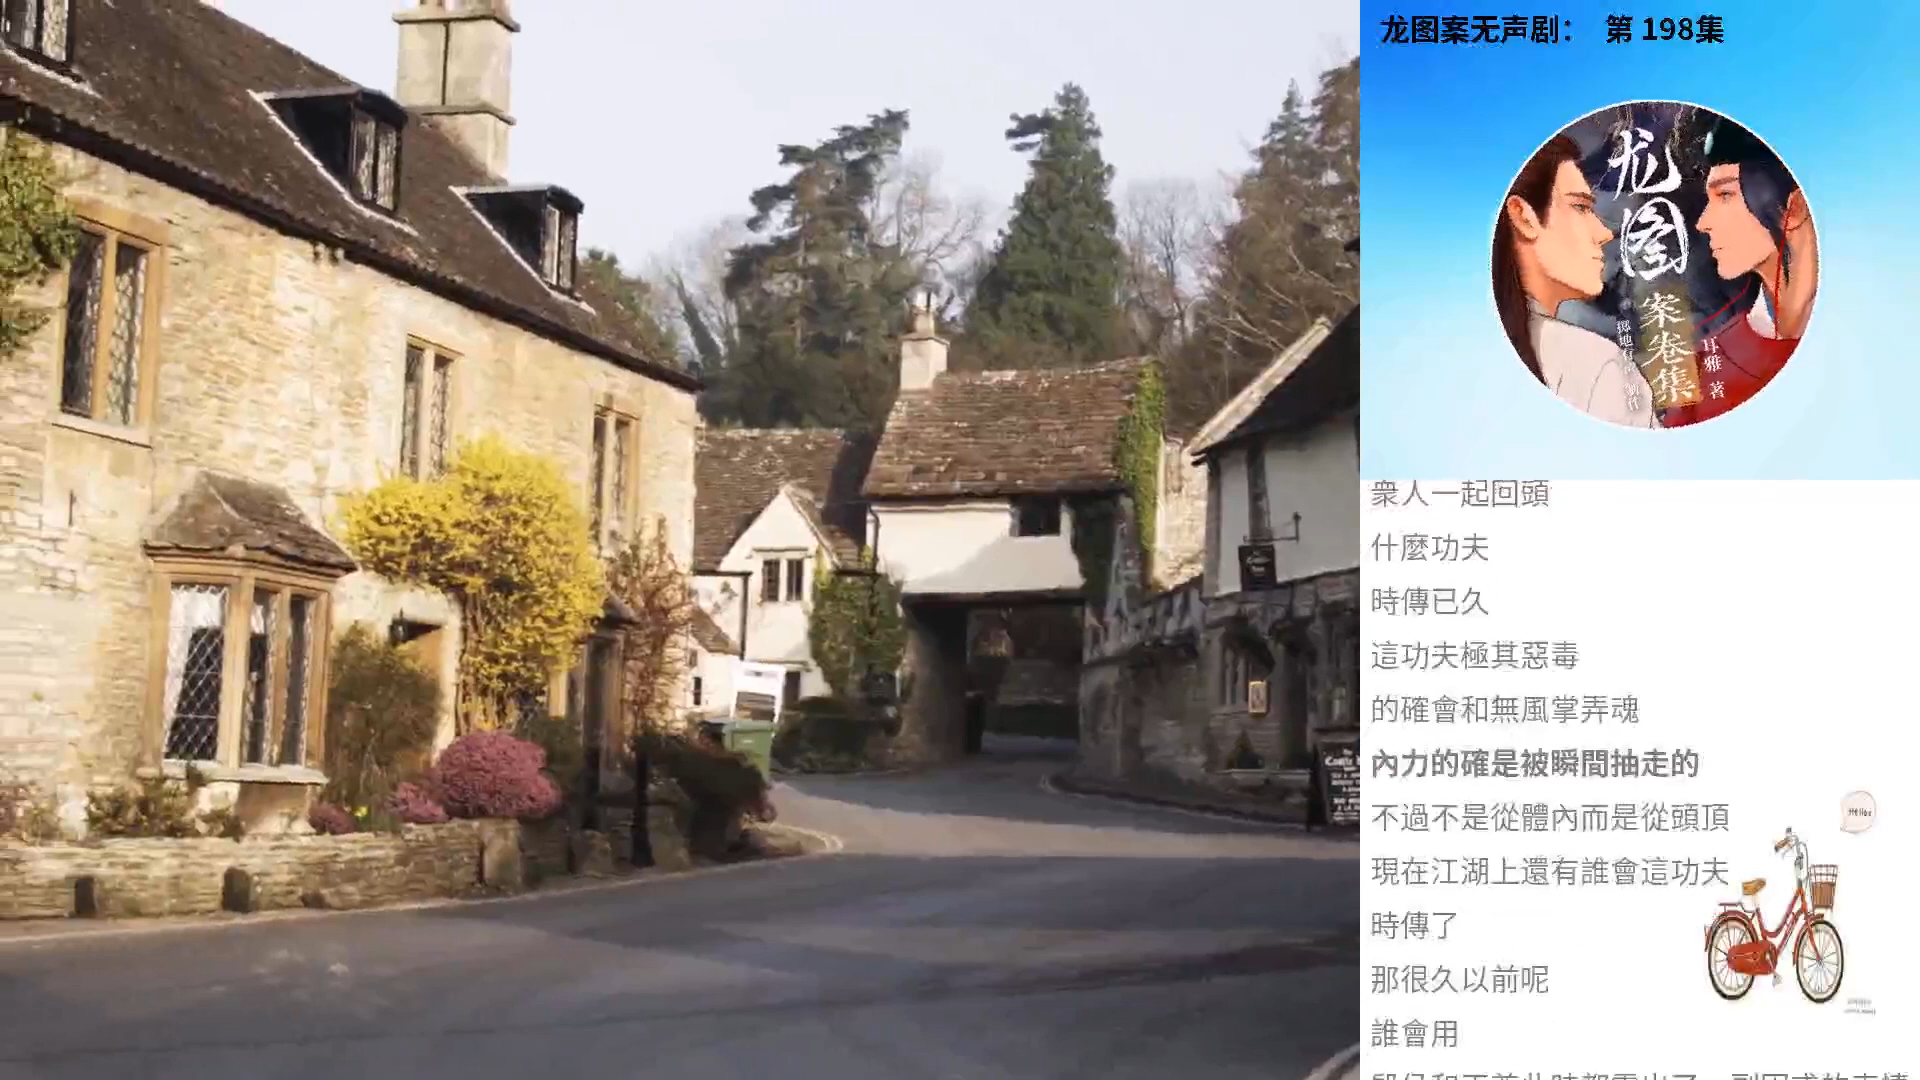 龙图案无声剧： 第 198集
龙图
案卷集
耳雅 著
衆人一起回頭
什麼功夫
時傳已久
這功夫極其惡毒
的確會和無風掌弄魂
內力的確是被瞬間抽走的
不過不是從體內而是從頭頂
現在江湖上還有誰會這功夫
時傳了
那很久以前呢
誰會用